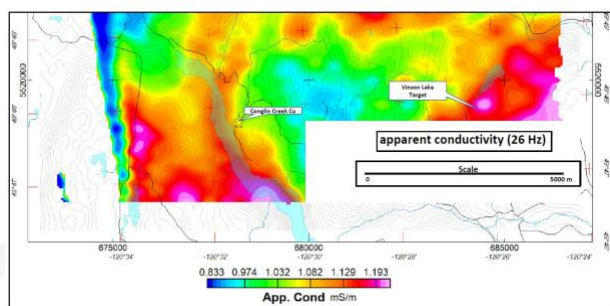 5520000
5520000
Conglin Creek Cu
Vinson Lake
Target
apparent conductivity (26 Hz)
Scale
0 5000 m
675000 680000 685000
-120°34' -120°32' -120°30' -120°28' -120°26' -120°24'
0.833 0.974 1.032 1.082 1.129 1.193
App. Cond mS/m